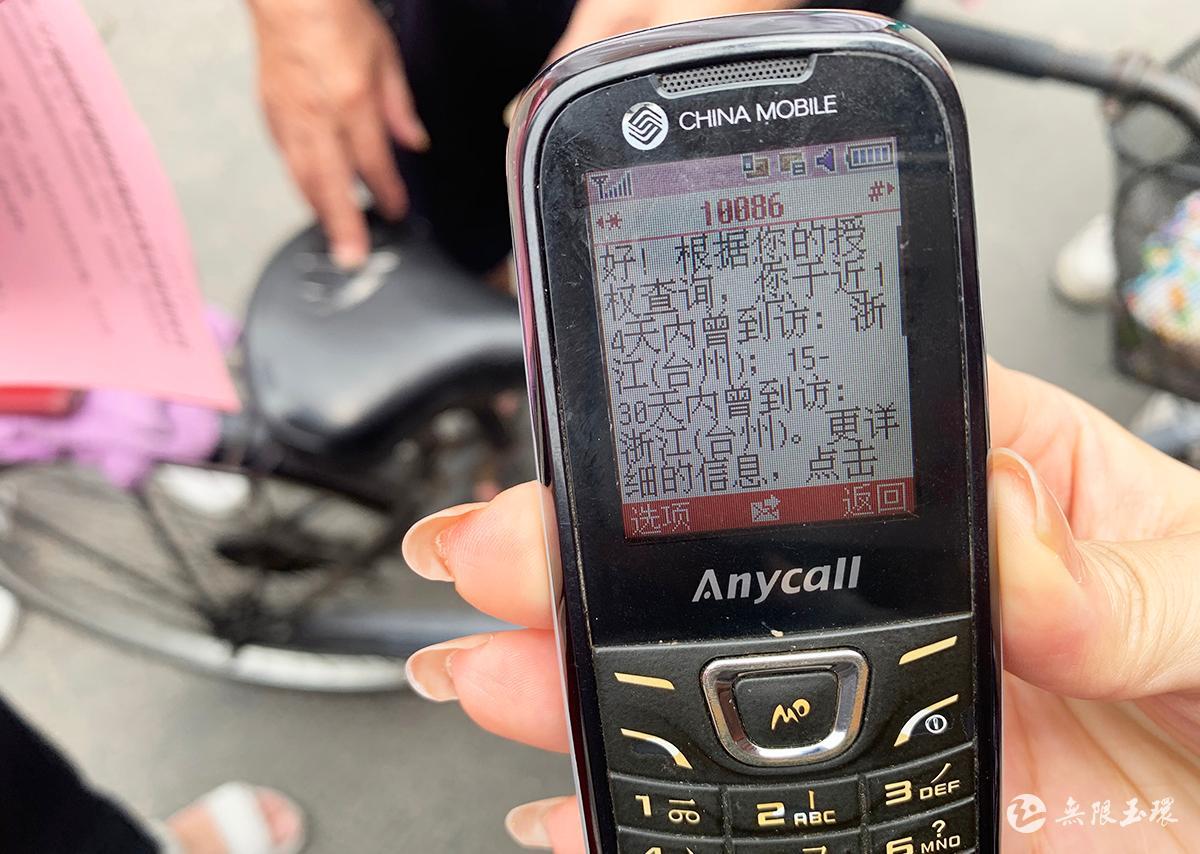 CHINA MOBILE
10086
*
#
好！根据您的授
权查询，您于近1
4天内曾到访：浙
江(台州)；15-
30天内曾到访：
浙江(台州)。更详
细的信息，点击
选项 返回
Anycall
1 2 ABC 3 DEF
MNO
無限玉環